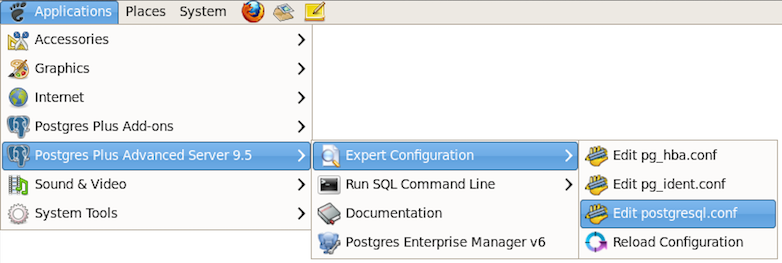 Applications Places System
Accessories
Graphics
Internet
Postgres Plus Add-ons
Postgres Plus Advanced Server 9.5
Sound & Video
System Tools
Expert Configuration
Run SQL Command Line
Documentation
Postgres Enterprise Manager v6
Edit pg_hba.conf
Edit pg_ident.conf
Edit postgresql.conf
Reload Configuration